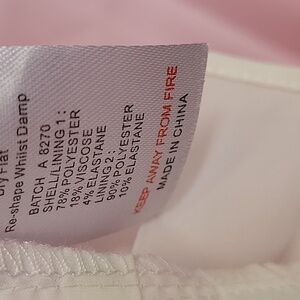 Dry Flat
Re-shape Whilst Damp
BATCH A 8270
SHELL/LINING 1 :
78% POLYESTER
18% VISCOSE
4% ELASTANE
LINING 2 :
90% POLYESTER
10% ELASTANE
KEEP AWAY FROM FIRE
MADE IN CHINA